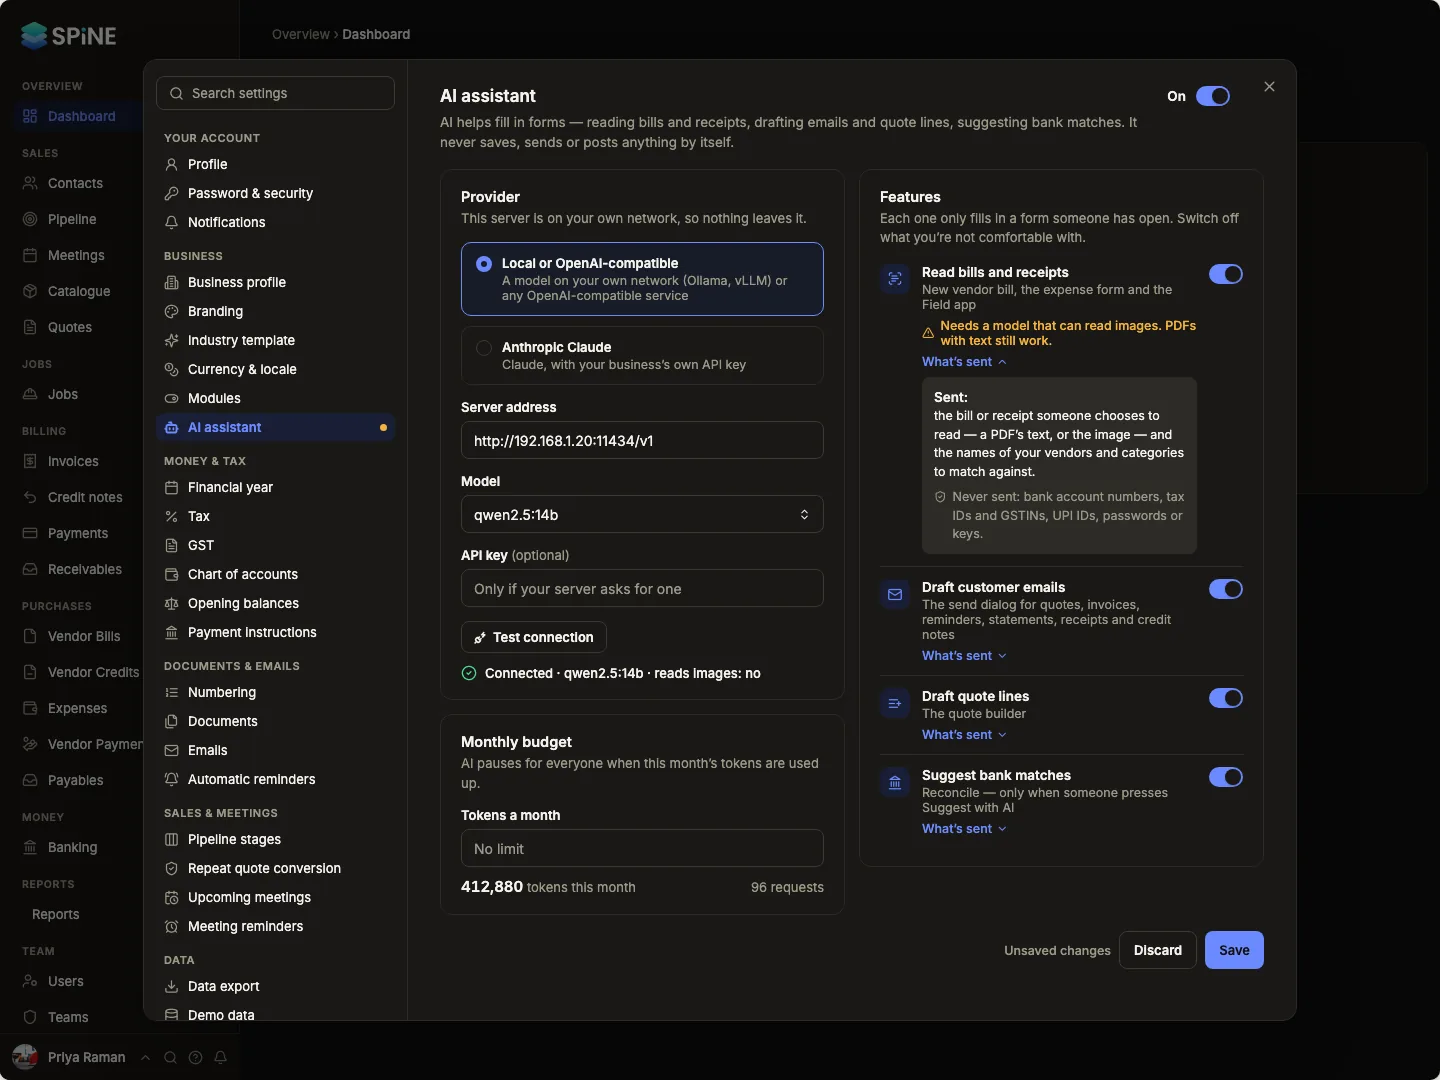 SPiNE
Overview › Dashboard
OVERVIEW
Dashboard
SALES
Contacts
Pipeline
Meetings
Catalogue
Quotes
JOBS
Jobs
BILLING
Invoices
Credit notes
Payments
Receivables
PURCHASES
Vendor Bills
Vendor Credits
Expenses
Vendor Paymen
Payables
MONEY
Banking
REPORTS
Reports
TEAM
Users
Teams
Priya Raman
Search settings
YOUR ACCOUNT
Profile
Password & security
Notifications
BUSINESS
Business profile
Branding
Industry template
Currency & locale
Modules
AI assistant
MONEY & TAX
Financial year
Tax
GST
Chart of accounts
Opening balances
Payment instructions
DOCUMENTS & EMAILS
Numbering
Documents
Emails
Automatic reminders
SALES & MEETINGS
Pipeline stages
Repeat quote conversion
Upcoming meetings
Meeting reminders
DATA
Data export
Demo data
AI assistant
On
AI helps fill in forms — reading bills and receipts, drafting emails and quote lines, suggesting bank matches. It
never saves, sends or posts anything by itself.
Provider
This server is on your own network, so nothing leaves it.
Local or OpenAI-compatible
A model on your own network (Ollama, vLLM) or
any OpenAI-compatible service
Anthropic Claude
Claude, with your business's own API key
Server address
http://192.168.1.20:11434/v1
Model
qwen2.5:14b
API key (optional)
Only if your server asks for one
Test connection
Connected · qwen2.5:14b · reads images: no
Monthly budget
AI pauses for everyone when this month's tokens are used
up.
Tokens a month
No limit
412,880 tokens this month
96 requests
Features
Each one only fills in a form someone has open. Switch off
what you're not comfortable with.
Read bills and receipts
New vendor bill, the expense form and the
Field app
Needs a model that can read images. PDFs
with text still work.
What's sent
Sent:
the bill or receipt someone chooses to
read — a PDF's text, or the image — and
the names of your vendors and categories
to match against.
Never sent: bank account numbers, tax
IDs and GSTINs, UPI IDs, passwords or
keys.
Draft customer emails
The send dialog for quotes, invoices,
reminders, statements, receipts and credit
notes
What's sent
Draft quote lines
The quote builder
What's sent
Suggest bank matches
Reconcile — only when someone presses
Suggest with AI
What's sent
Unsaved changes
Discard
Save